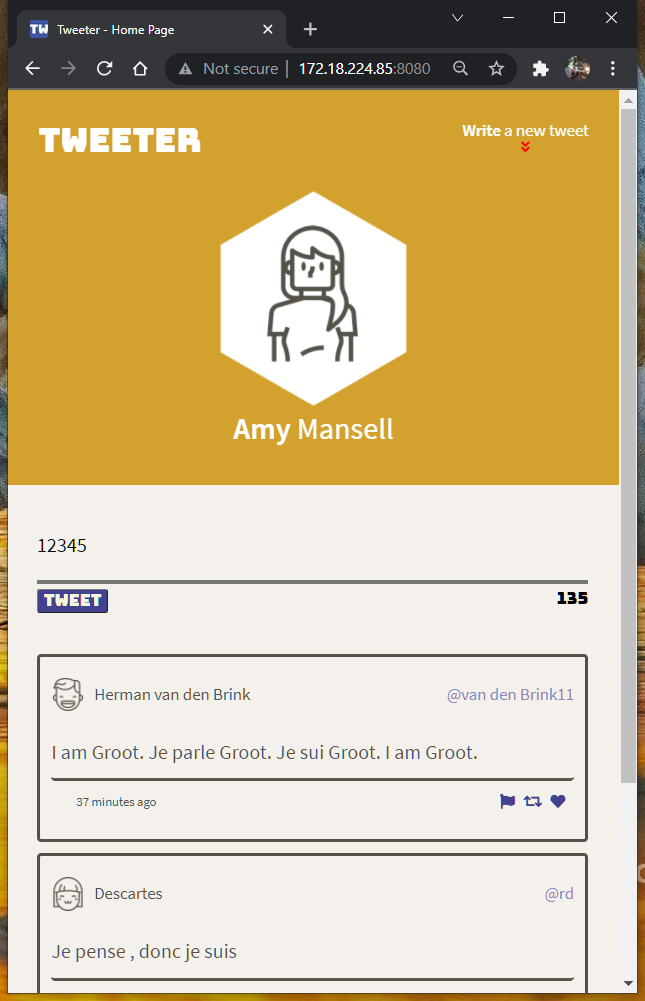 TW Tweeter - Home Page
Not secure | 172.18.224.85:8080
TWEETER
Write a new tweet
Amy Mansell
12345
TWEET 135
Herman van den Brink @van den Brink11
I am Groot. Je parle Groot. Je sui Groot. I am Groot.
37 minutes ago
Descartes @rd
Je pense , donc je suis